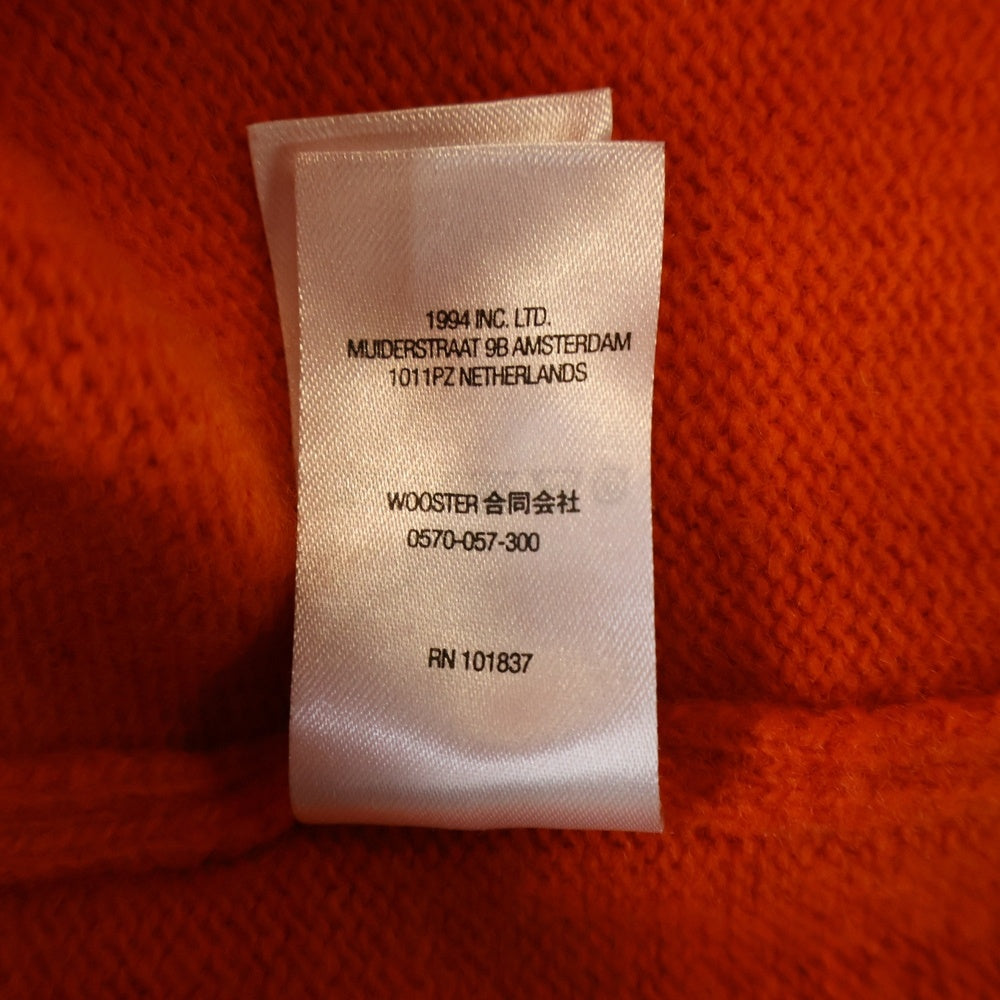 1994 INC. LTD.
MUIDERSTRAAT 9B AMSTERDAM
1011PZ NETHERLANDS
WOOSTER 合同会社
0570-057-300
RN 101837